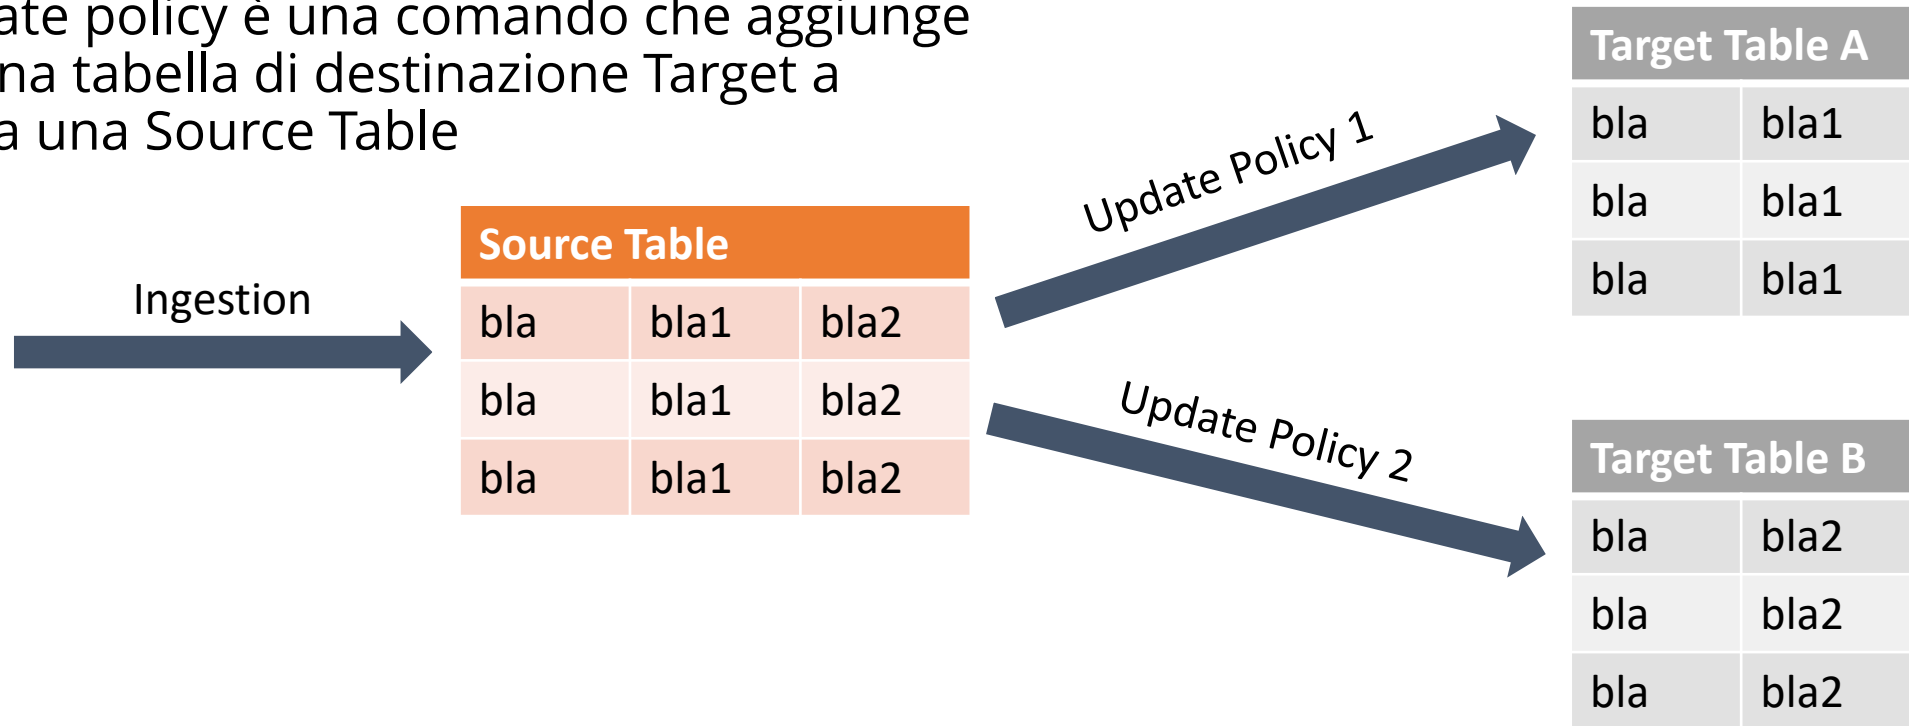 ate policy è una comando che aggiunge
na tabella di destinazione Target a
a una Source Table
Ingestion
Source Table
bla bla1 bla2
bla bla1 bla2
bla bla1 bla2
Update Policy 1
Update Policy 2
Target Table A
bla bla1
bla bla1
bla bla1
Target Table B
bla bla2
bla bla2
bla bla2